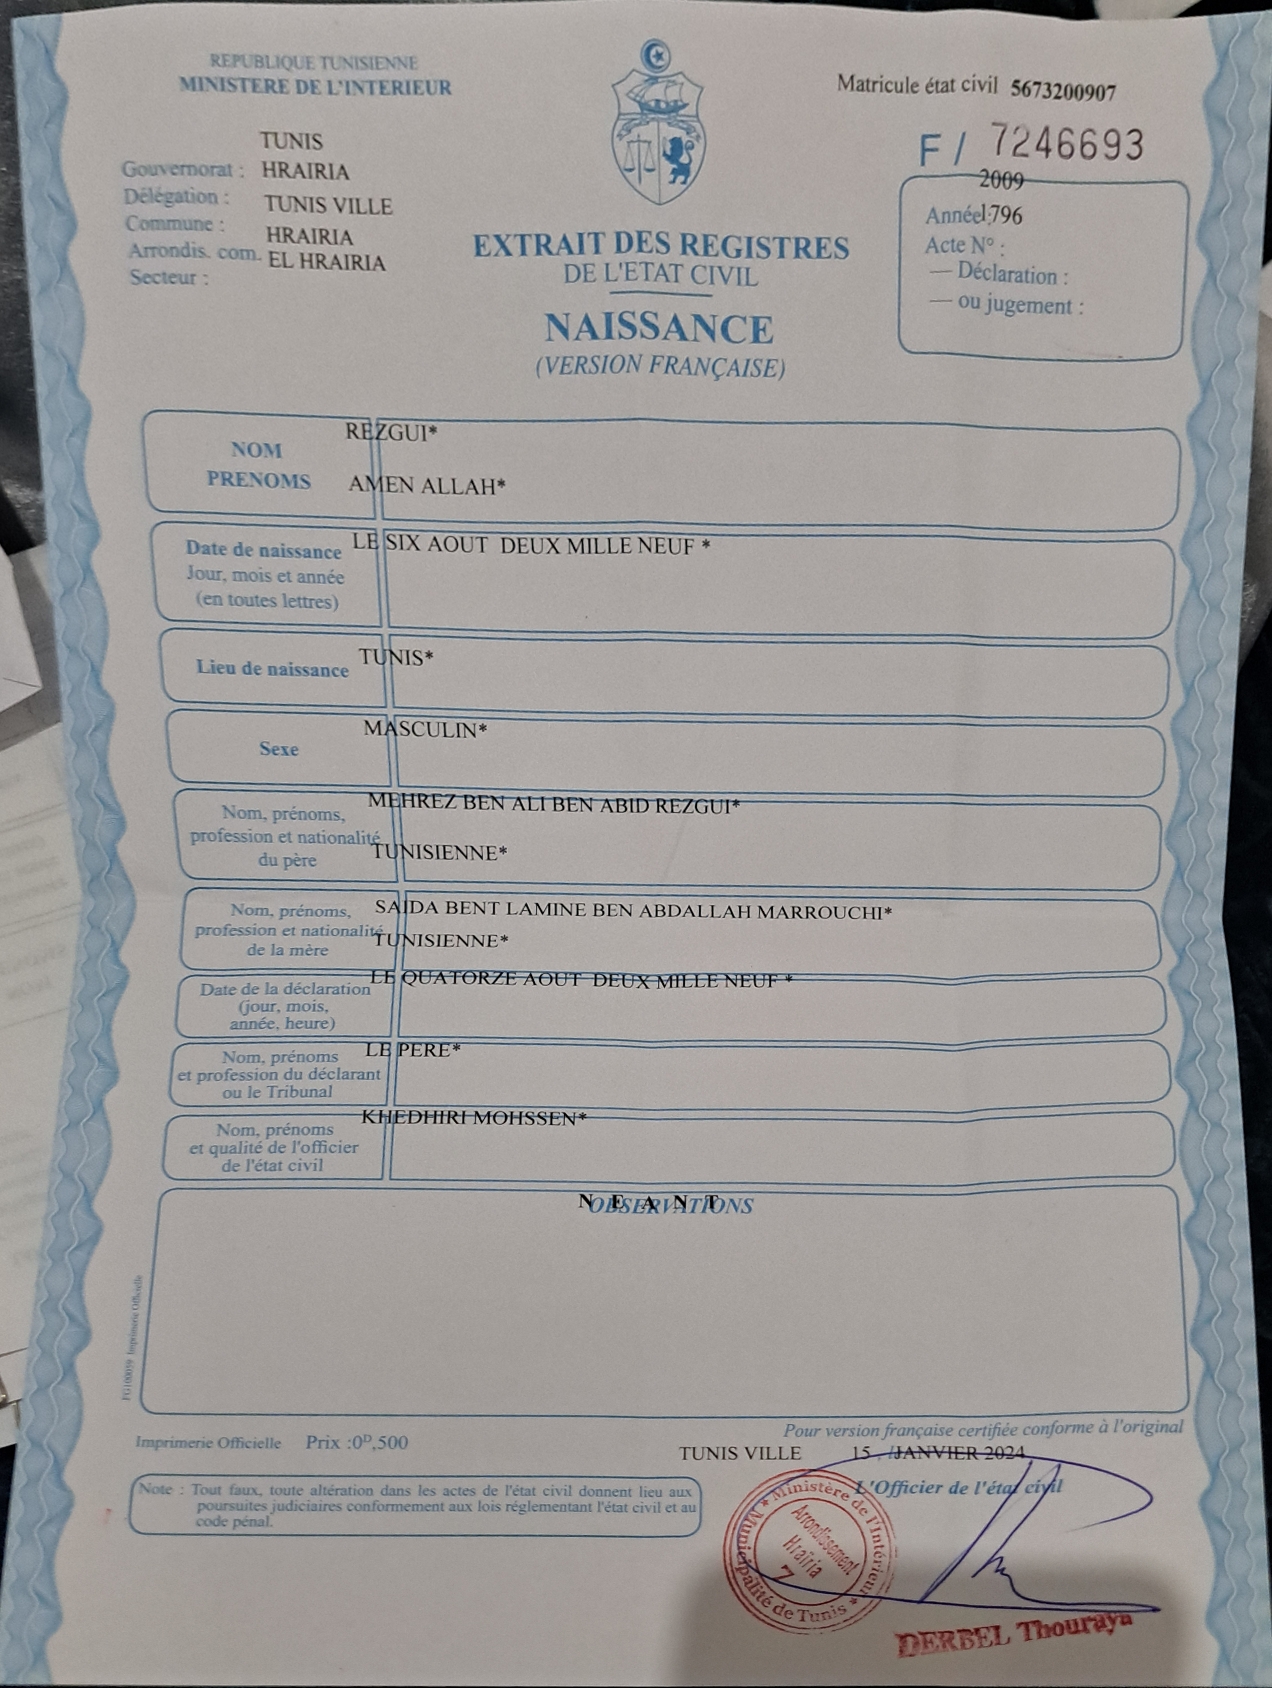 REPUBLIQUE TUNISIENNE
MINISTERE DE L'INTERIEUR
Matricule état civil 5673200907
F / 7246693
TUNIS
Gouvernorat : HRAIRIA
Délégation : TUNIS VILLE
Commune : HRAIRIA
Arrondis. com. EL HRAIRIA
Secteur :
2009
Année : 1796
Acte N° :
— Déclaration :
— ou jugement :
EXTRAIT DES REGISTRES
DE L'ETAT CIVIL
NAISSANCE
(VERSION FRANÇAISE)
REZGUI*
NOM
PRENOMS AMEN ALLAH*
LE SIX AOUT DEUX MILLE NEUF *
Date de naissance
Jour, mois et année
(en toutes lettres)
TUNIS*
Lieu de naissance
MASCULIN*
Sexe
MEHREZ BEN ALI BEN ABID REZGUI*
Nom, prénoms,
profession et nationalité
du père TUNISIENNE*
Nom, prénoms, SAIDA BENT LAMINE BEN ABDALLAH MARROUCHI*
profession et nationalité
de la mère TUNISIENNE*
LE QUATORZE AOUT DEUX MILLE NEUF *
Date de la déclaration
(jour, mois,
année, heure)
LE PERE*
Nom, prénoms
et profession du déclarant
ou le Tribunal
KHEDHIRI MOHSSEN*
Nom, prénoms
et qualité de l'officier
de l'état civil
N E A N T
OBSERVATIONS
FG100059 Imprimerie Officielle
Imprimerie Officielle Prix :0ᴰ,500
Pour version française certifiée conforme à l'original
TUNIS VILLE 15 /JANVIER 2024
L'Officier de l'état civil
Note : Tout faux, toute altération dans les actes de l'état civil donnent lieu aux
poursuites judiciaires conformement aux lois réglementant l'état civil et au
code pénal.
Ministère de l'Intérieur * Municipalité de Tunis *
Arrondissement
Hraïria
7
DERBEL Thouraya